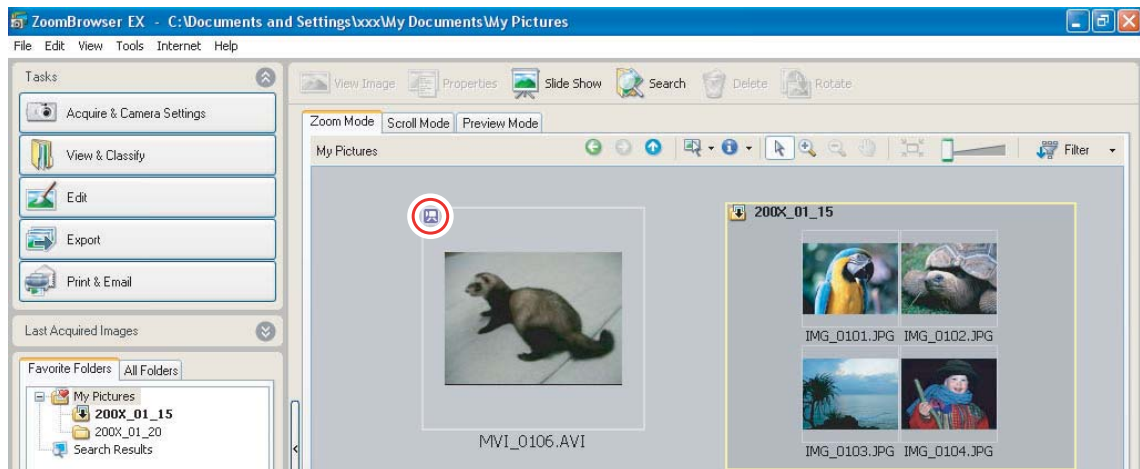 ZoomBrowser EX - C:\Documents and Settings\xxx\My Documents\My Pictures
File Edit View Tools Internet Help
Tasks
Acquire & Camera Settings
View & Classify
Edit
Export
Print & Email
Last Acquired Images
Favorite Folders All Folders
My Pictures
200X_01_15
200X_01_20
Search Results
View Image Properties Slide Show Search Delete Rotate
Zoom Mode Scroll Mode Preview Mode
My Pictures Filter
MVI_0106.AVI
200X_01_15
IMG_0101.JPG IMG_0102.JPG
IMG_0103.JPG IMG_0104.JPG